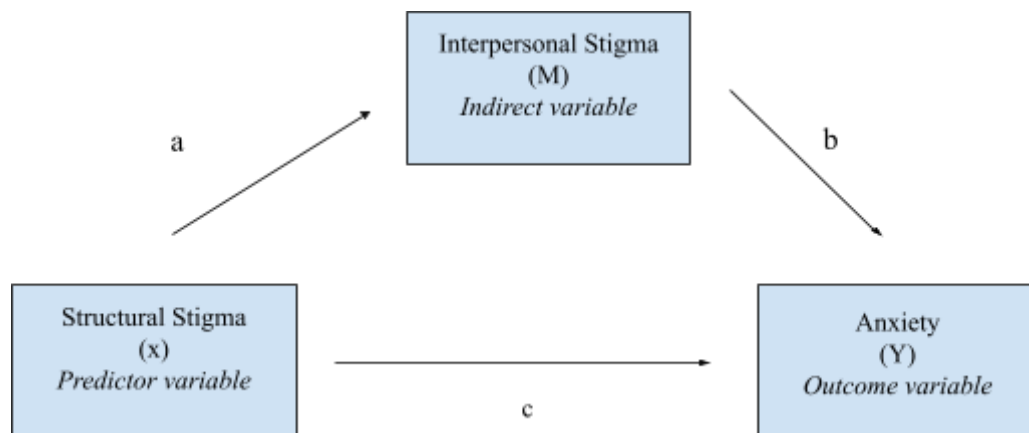 Interpersonal Stigma
(M)
Indirect variable
a
b
Structural Stigma
(x)
Predictor variable
Anxiety
(Y)
Outcome variable
c